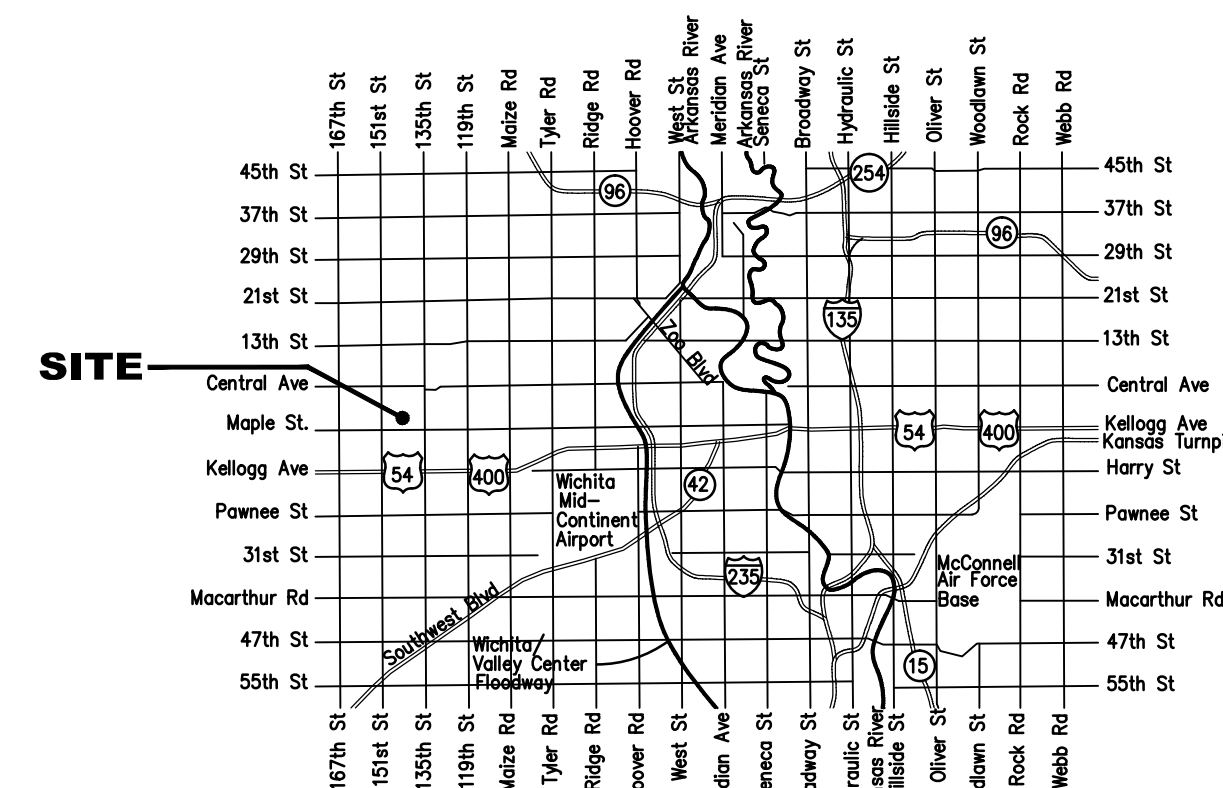 167th St
151st St
135th St
119th St
Maize Rd
Tyler Rd
Ridge Rd
Hoover Rd
West St
Arkansas River
Meridian Ave
Arkansas River
Seneca St
Broadway St
Hydraulic St
Hillside St
Oliver St
Woodlawn St
Rock Rd
Webb Rd
45th St
37th St
29th St
21st St
13th St
Central Ave
Maple St.
Kellogg Ave
Pawnee St
31st St
Macarthur Rd
47th St
55th St
SITE
96
254
96
135
Zoo Blvd
54
400
54
400
42
Wichita
Mid-
Continent
Airport
235
McConnell
Air Force
Base
Southwest Blvd
Wichita/
Valley Center
Floodway
15
45th St
37th St
29th St
21st St
13th St
Central Ave
Kellogg Ave
Kansas Turnp
Harry St
Pawnee St
31st St
Macarthur Rd
47th St
55th St
167th St
151st St
135th St
119th St
Maize Rd
Tyler Rd
Ridge Rd
oover Rd
West St
dian Ave
eneca St
adway St
raulic St
sas River
illside St
Oliver St
dlawn St
Rock Rd
Webb Rd